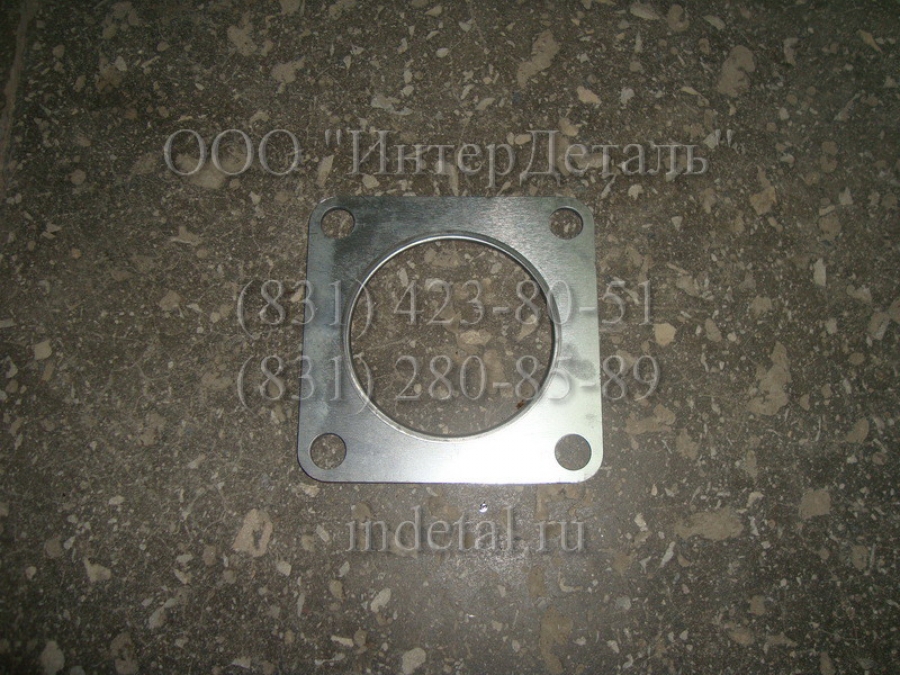 ООО "ИнтерДеталь"
(831) 423-80-51
(831) 280-85-89
indetal.ru